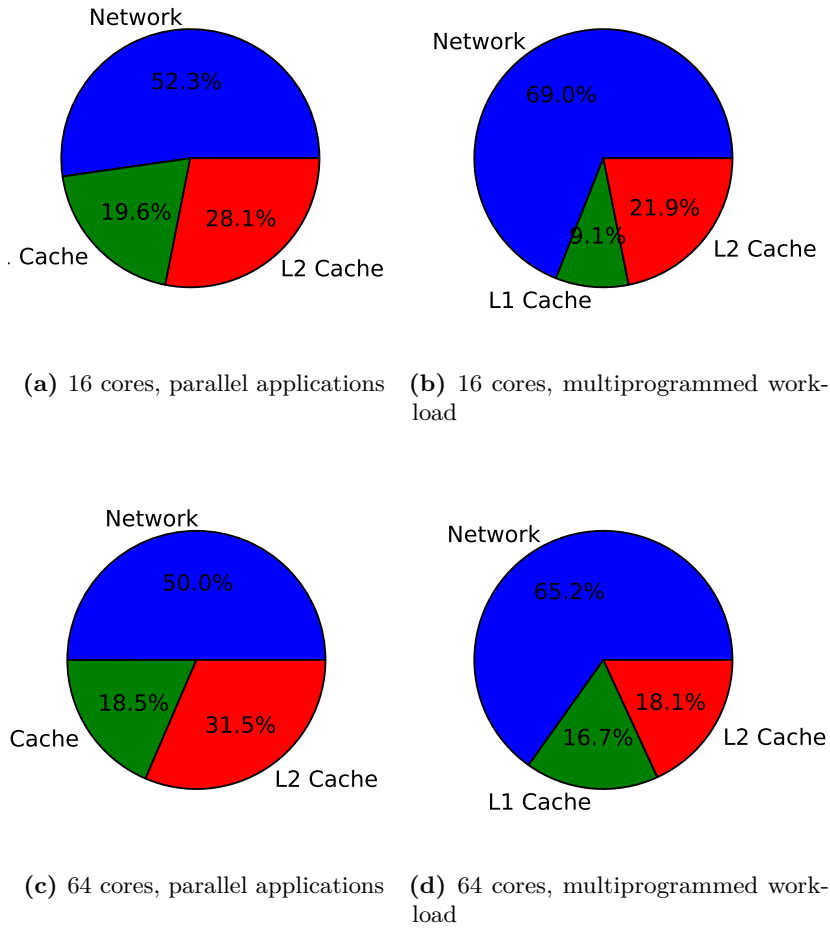 Network
52.3%
19.6%
28.1%
. Cache
L2 Cache
Network
69.0%
21.9%
9.1%
L2 Cache
L1 Cache
(a) 16 cores, parallel applications
(b) 16 cores, multiprogrammed work-
load
Network
50.0%
18.5%
31.5%
Cache
L2 Cache
Network
65.2%
18.1%
16.7%
L2 Cache
L1 Cache
(c) 64 cores, parallel applications
(d) 64 cores, multiprogrammed work-
load